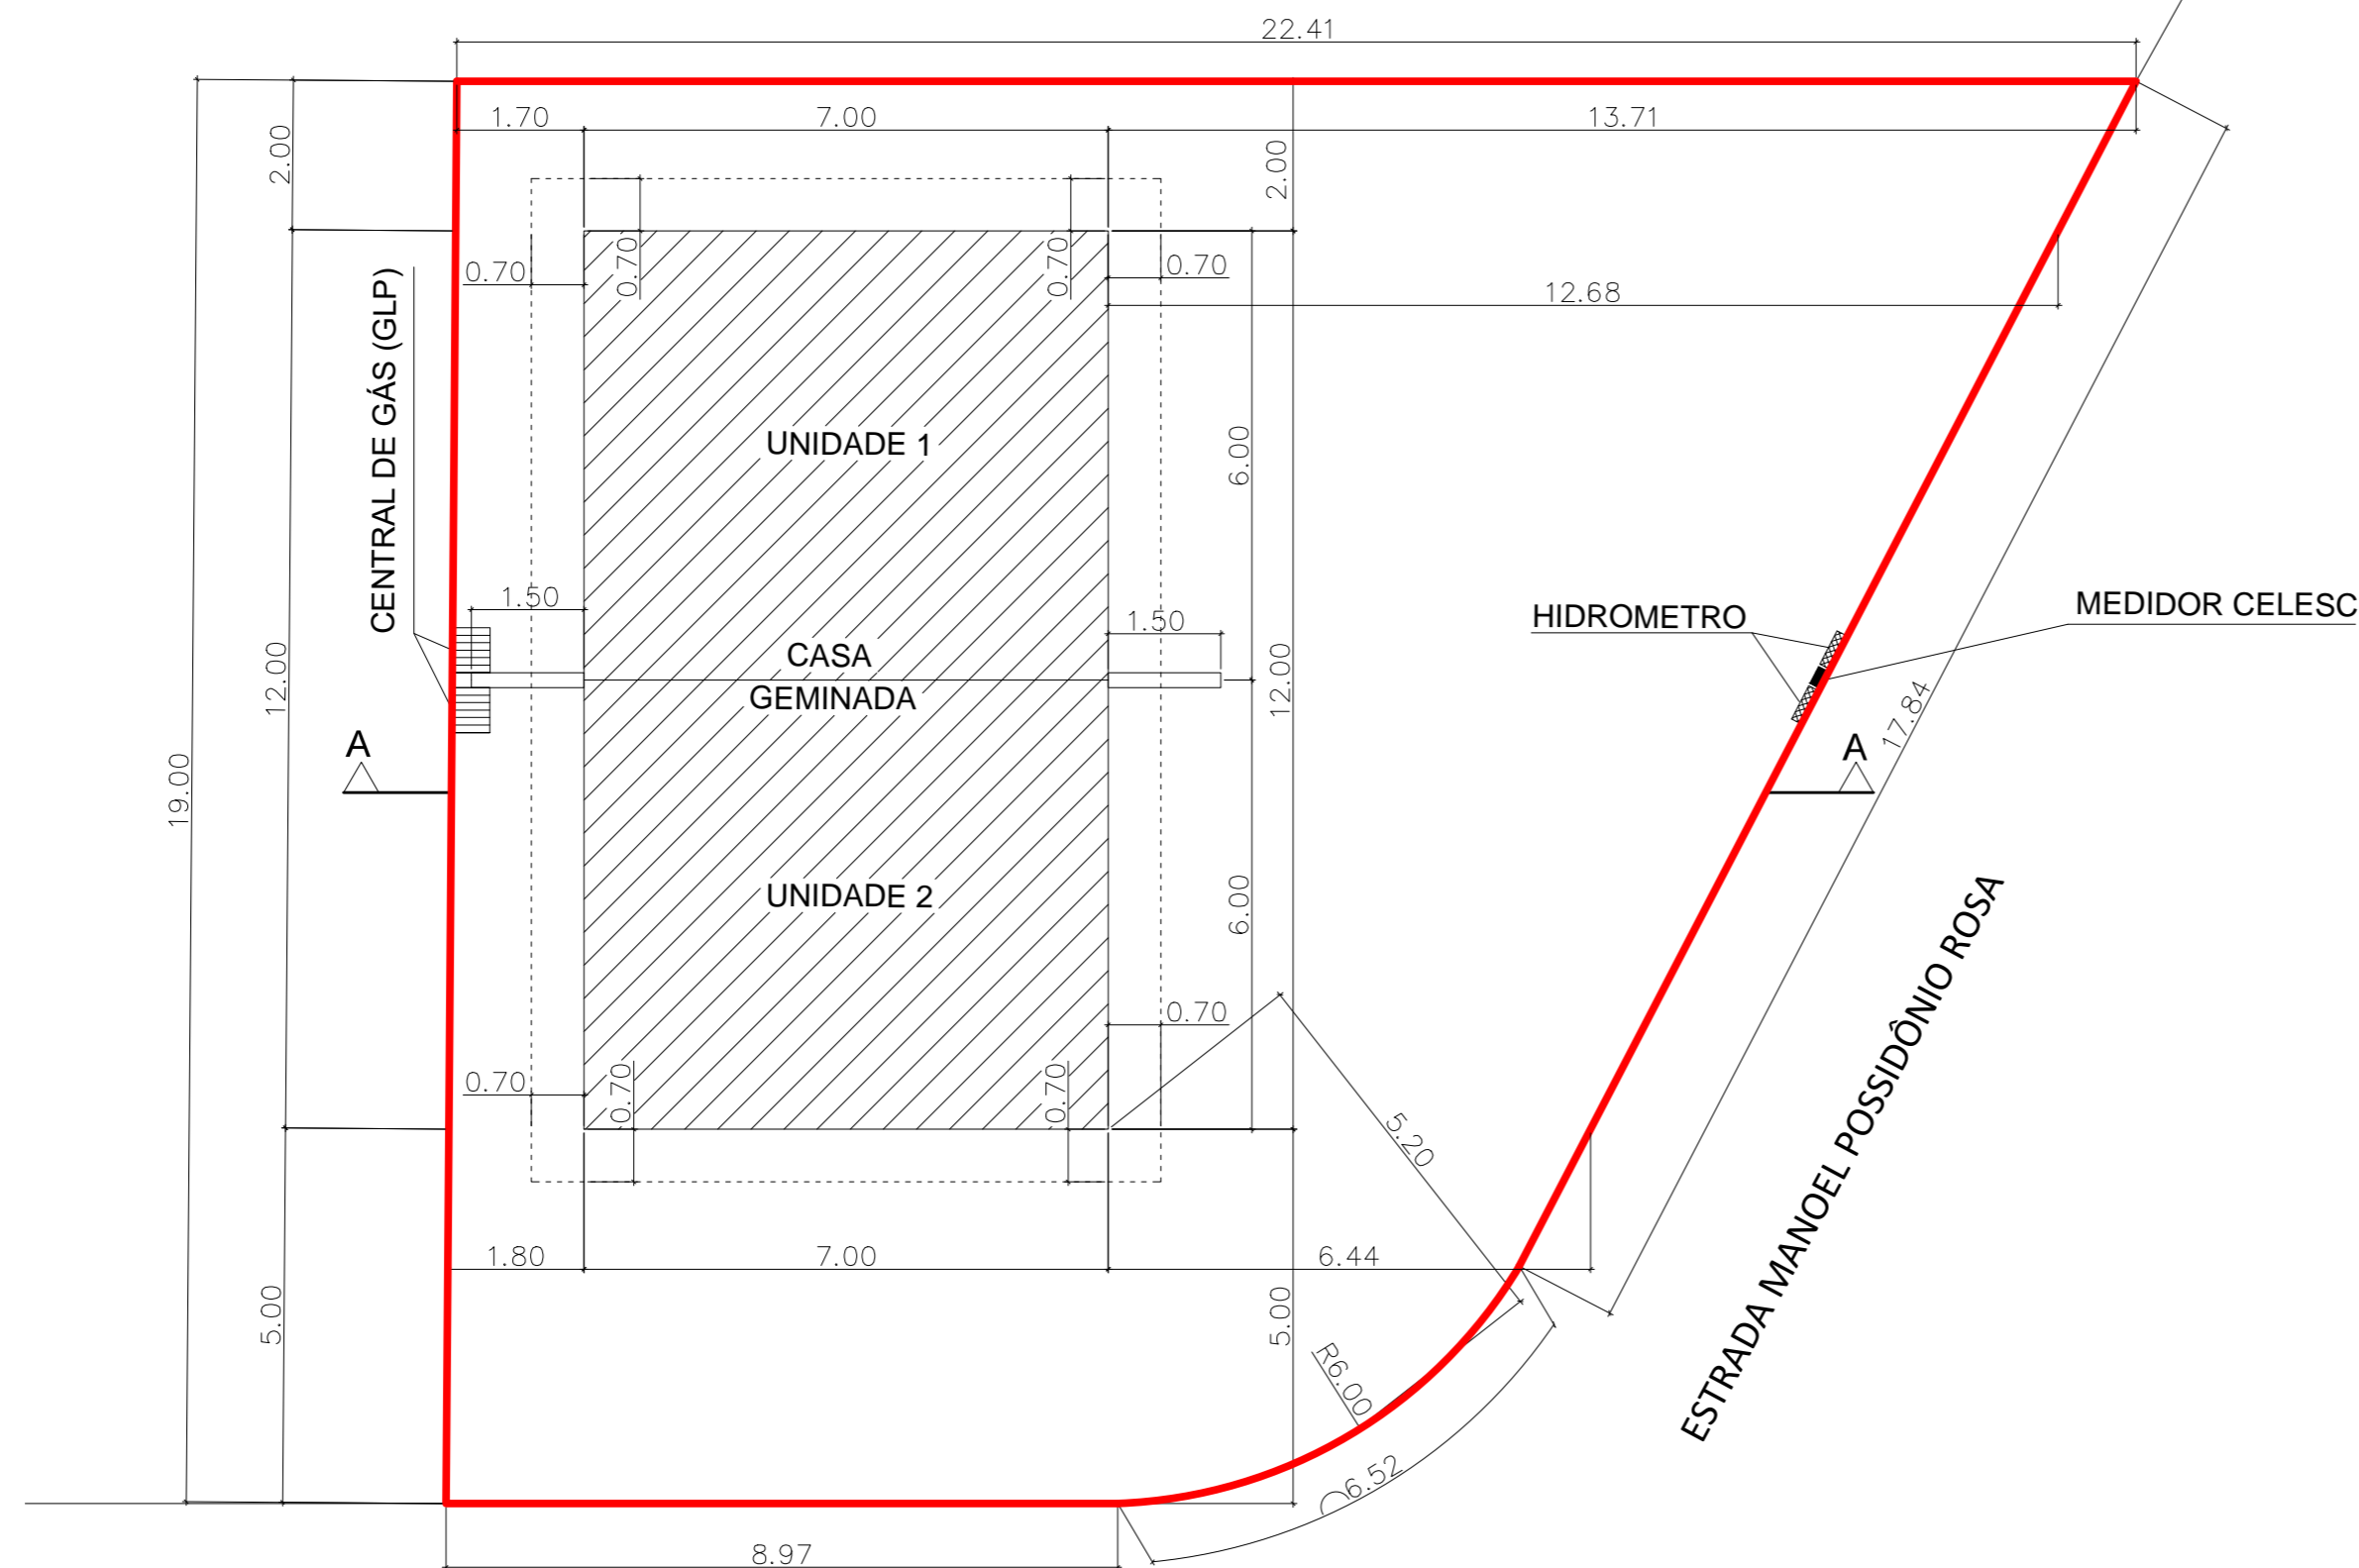 22.41
1.70
7.00
13.71
2.00
2.00
0.70
0.70
0.70
0.70
12.68
CENTRAL DE GÁS (GLP)
UNIDADE 1
6.00
1.50
1.50
HIDROMETRO
MEDIDOR CELESC
CASA
GEMINADA
12.00
12.00
17.84
A
A
19.00
UNIDADE 2
6.00
ESTRADA MANOEL POSSIDÔNIO ROSA
0.70
0.70
0.70
0.70
5.20
1.80
7.00
6.44
5.00
5.00
R6.00
6.52
8.97